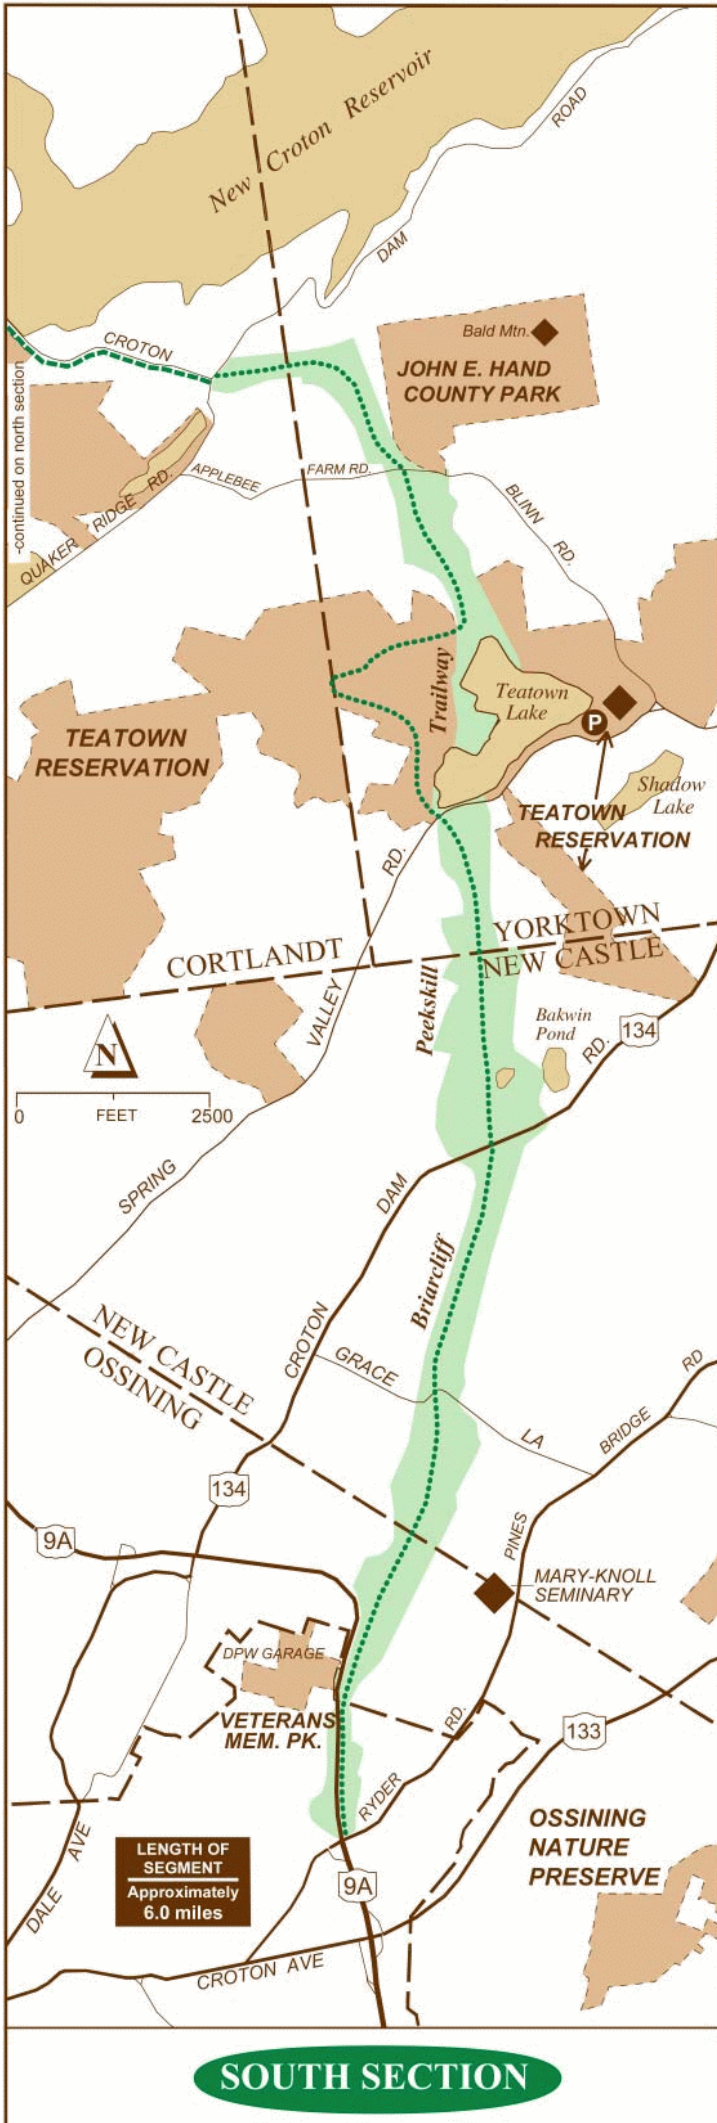 New Croton Reservoir
ROAD
DAM
CROTON
Bald Mtn.
JOHN E. HAND
COUNTY PARK
-continued on north section
QUAKER RIDGE RD.
APPLEBEE
FARM RD.
BLINN
RD.
Trailway
Teatown
Lake
P
TEATOWN
RESERVATION
Shadow
Lake
TEATOWN
RESERVATION
RD.
YORKTOWN
CORTLANDT
NEW CASTLE
VALLEY
Peekskill
Bakwin
Pond
RD.
134
N
0 FEET 2500
SPRING
DAM
Briarcliff
CROTON
NEW CASTLE
OSSINING
GRACE
LA
BRIDGE
RD
134
9A
PINES
MARY-KNOLL
SEMINARY
DPW GARAGE
VETERANS
MEM. PK.
RD.
RYDER
133
OSSINING
NATURE
PRESERVE
LENGTH OF
SEGMENT
Approximately
6.0 miles
DALE AVE
9A
CROTON AVE
SOUTH SECTION